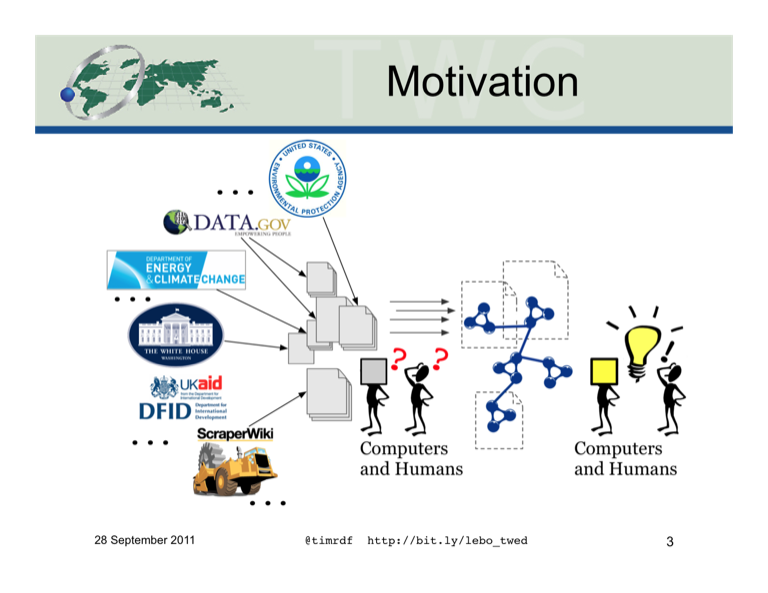 TWC
Motivation
UNITED STATES
ENVIRONMENTAL PROTECTION AGENCY
...
DATA.GOV
EMPOWERING PEOPLE
DEPARTMENT OF
ENERGY
&CLIMATE CHANGE
...
THE WHITE HOUSE
WASHINGTON
? ?
!
UKaid
from the Department for
International Development
DFID
Department for
International
Development
...
ScraperWiki
...
Computers
and Humans
Computers
and Humans
28 September 2011
@timrdf http://bit.ly/lebo_twed
3